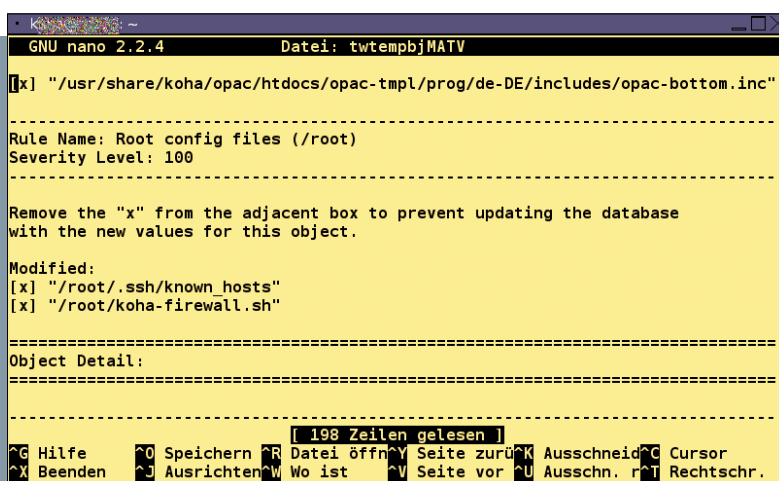 ~
GNU nano 2.2.4 Datei: twtempbjMATV
[x] "/usr/share/koha/opac/htdocs/opac-tmpl/prog/de-DE/includes/opac-bottom.inc"
-------------------------------------------------------------------------------
Rule Name: Root config files (/root)
Severity Level: 100
-------------------------------------------------------------------------------
Remove the "x" from the adjacent box to prevent updating the database
with the new values for this object.
Modified:
[x] "/root/.ssh/known_hosts"
[x] "/root/koha-firewall.sh"
===============================================================================
Object Detail:
===============================================================================
-------------------------------------------------------------------------------
[ 198 Zeilen gelesen ]
^G Hilfe ^O Speichern ^R Datei öffn^Y Seite zurü^K Ausschneid^C Cursor
^X Beenden ^J Ausrichten^W Wo ist ^V Seite vor ^U Ausschn. r^T Rechtschr.